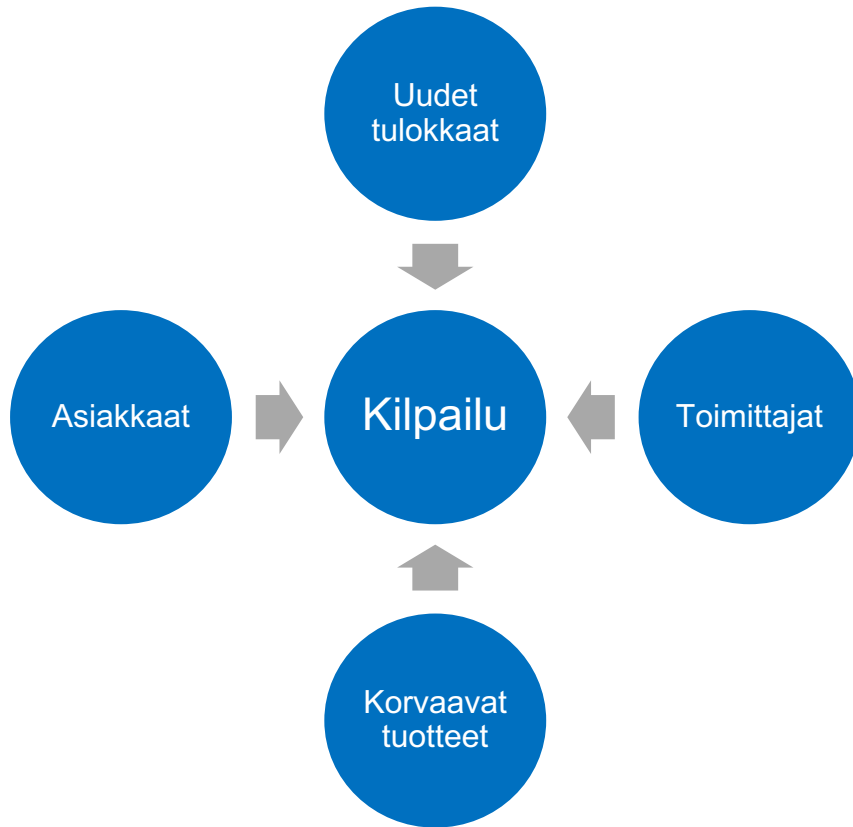 Uudet
tulokkaat
Asiakkaat
Kilpailu
Toimittajat
Korvaavat
tuotteet